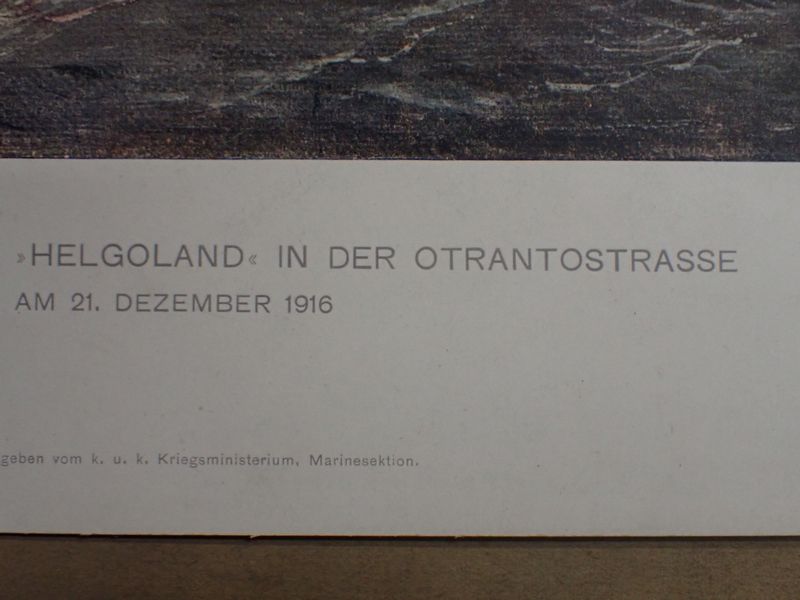 »HELGOLAND« IN DER OTRANTOSTRASSE
AM 21. DEZEMBER 1916
geben vom k. u. k. Kriegsministerium, Marinesektion.